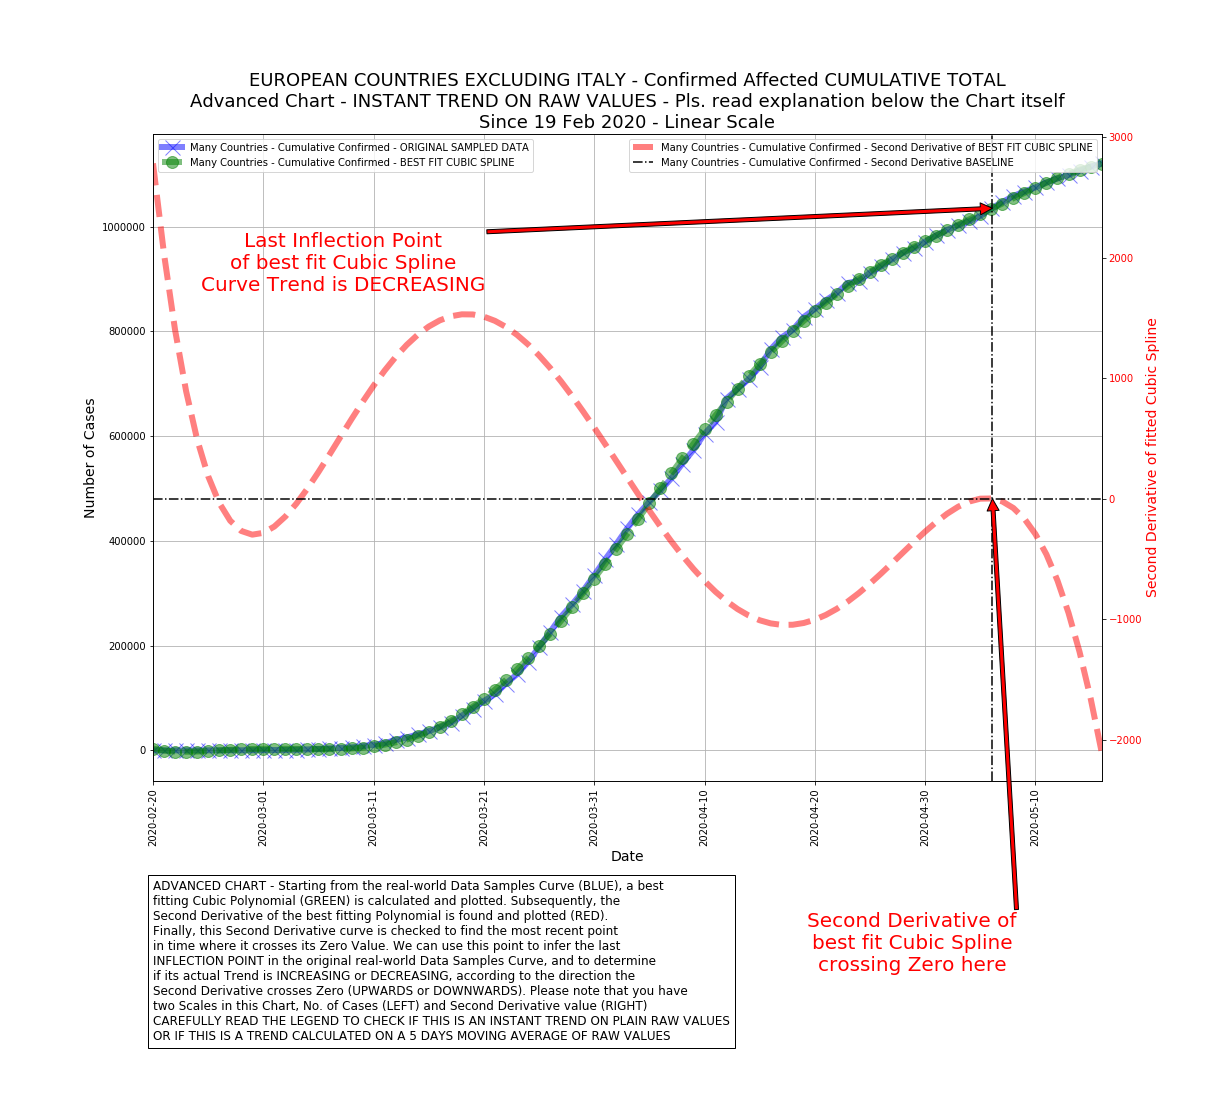 EUROPEAN COUNTRIES EXCLUDING ITALY - Confirmed Affected CUMULATIVE TOTAL
Advanced Chart - INSTANT TREND ON RAW VALUES - Pls. read explanation below the Chart itself
Since 19 Feb 2020 - Linear Scale
Many Countries - Cumulative Confirmed - ORIGINAL SAMPLED DATA
Many Countries - Cumulative Confirmed - BEST FIT CUBIC SPLINE
Many Countries - Cumulative Confirmed - Second Derivative of BEST FIT CUBIC SPLINE
Many Countries - Cumulative Confirmed - Second Derivative BASELINE
Last Inflection Point
of best fit Cubic Spline
Curve Trend is DECREASING
Number of Cases
1000000
800000
600000
400000
200000
0
3000
2000
1000
0
−1000
−2000
Second Derivative of fitted Cubic Spline
2020-02-20
2020-03-01
2020-03-11
2020-03-21
2020-03-31
2020-04-10
2020-04-20
2020-04-30
2020-05-10
Date
Second Derivative of
best fit Cubic Spline
crossing Zero here
ADVANCED CHART - Starting from the real-world Data Samples Curve (BLUE), a best
fitting Cubic Polynomial (GREEN) is calculated and plotted. Subsequently, the
Second Derivative of the best fitting Polynomial is found and plotted (RED).
Finally, this Second Derivative curve is checked to find the most recent point
in time where it crosses its Zero Value. We can use this point to infer the last
INFLECTION POINT in the original real-world Data Samples Curve, and to determine
if its actual Trend is INCREASING or DECREASING, according to the direction the
Second Derivative crosses Zero (UPWARDS or DOWNWARDS). Please note that you have
two Scales in this Chart, No. of Cases (LEFT) and Second Derivative value (RIGHT)
CAREFULLY READ THE LEGEND TO CHECK IF THIS IS AN INSTANT TREND ON PLAIN RAW VALUES
OR IF THIS IS A TREND CALCULATED ON A 5 DAYS MOVING AVERAGE OF RAW VALUES